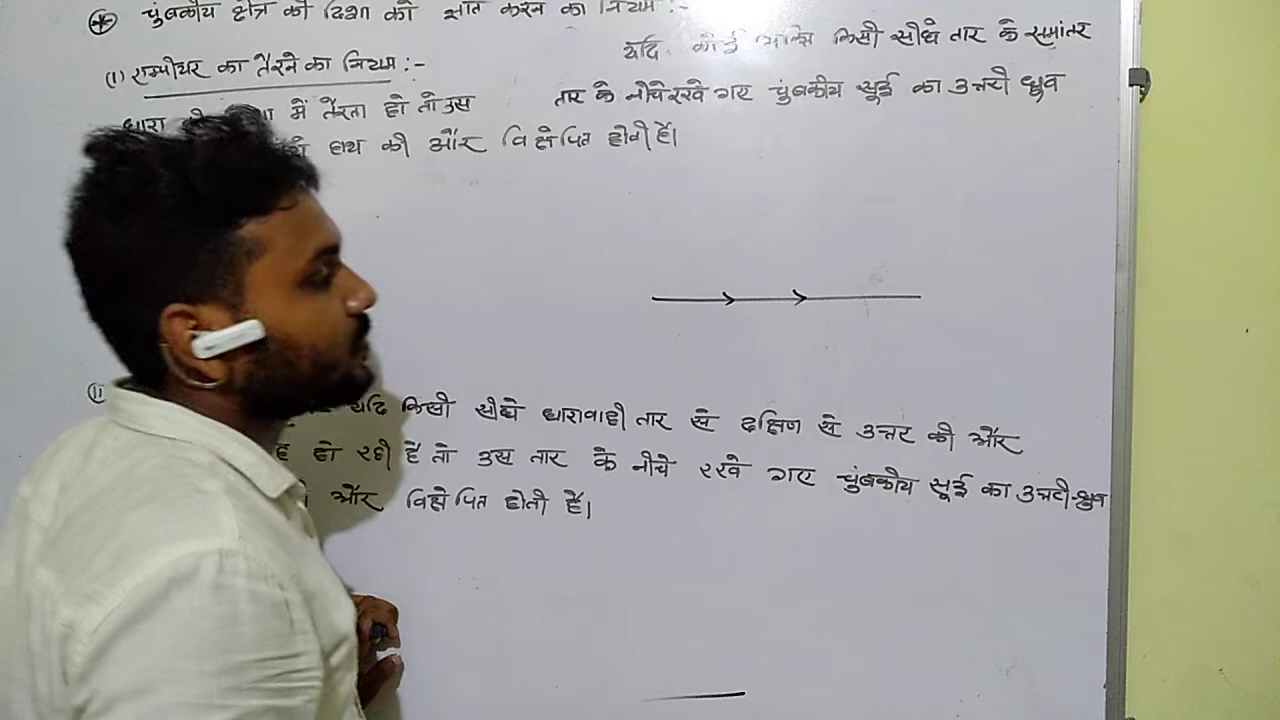 चुंबकीय क्षेत्र की दिशा को ज्ञात करने का नियम :-
(i) एम्पीयर का तैरने का नियम :-
यदि कोई व्यक्ति किसी सीधे तार के समांतर
धारा में तैरता हो तो उस तार के नीचे रखे गए चुंबकीय सूई का उत्तरी ध्रुव
हाथ की ओर विक्षेपित होती है।
(ii) यदि किसी सीधे धारावाही तार से दक्षिण से उत्तर की ओर
हो रही है तो उस तार के नीचे रखे गए चुंबकीय सूई का उत्तरी ध्रुव
ओर विक्षेपित होती है।